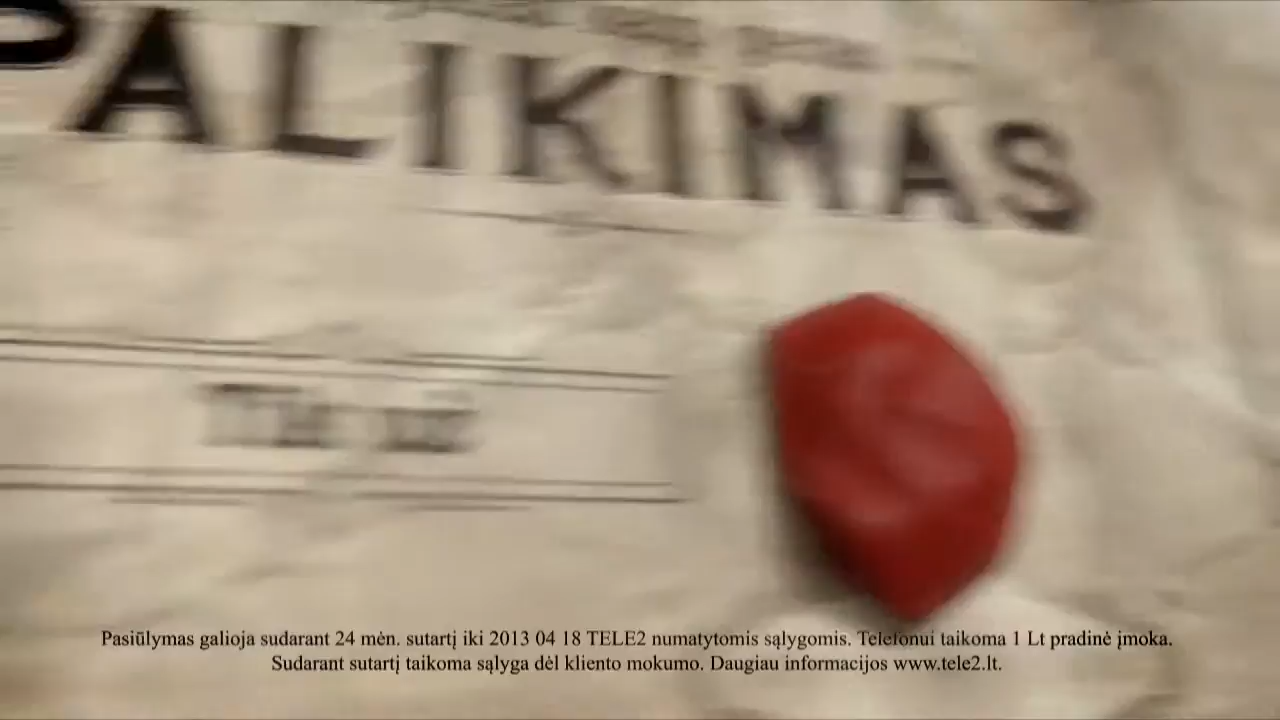 PALIKIMAS
Pasiūlymas galioja sudarant 24 mėn. sutartį iki 2013 04 18 TELE2 numatytomis sąlygomis. Telefonui taikoma 1 Lt pradinė įmoka.
Sudarant sutartį taikoma sąlyga dėl kliento mokumo. Daugiau informacijos www.tele2.lt.